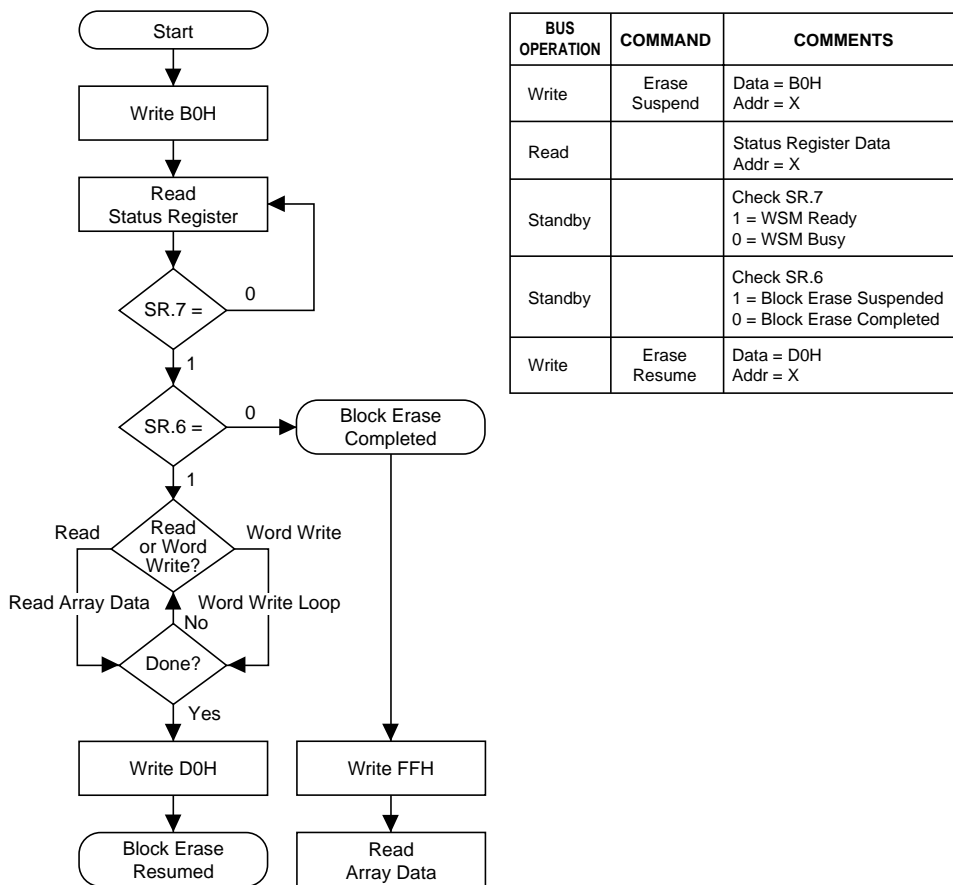 Start
Write B0H
Read
Status Register
SR.7 =
0
1
SR.6 =
0
Block Erase
Completed
1
Read
Read
or Word
Write?
Word Write
Read Array Data
Word Write Loop
No
Done?
Yes
Write D0H
Write FFH
Block Erase
Resumed
Read
Array Data
BUS
OPERATION
COMMAND
COMMENTS
Write
Erase
Suspend
Data = B0H
Addr = X
Read
Status Register Data
Addr = X
Standby
Check SR.7
1 = WSM Ready
0 = WSM Busy
Standby
Check SR.6
1 = Block Erase Suspended
0 = Block Erase Completed
Write
Erase
Resume
Data = D0H
Addr = X